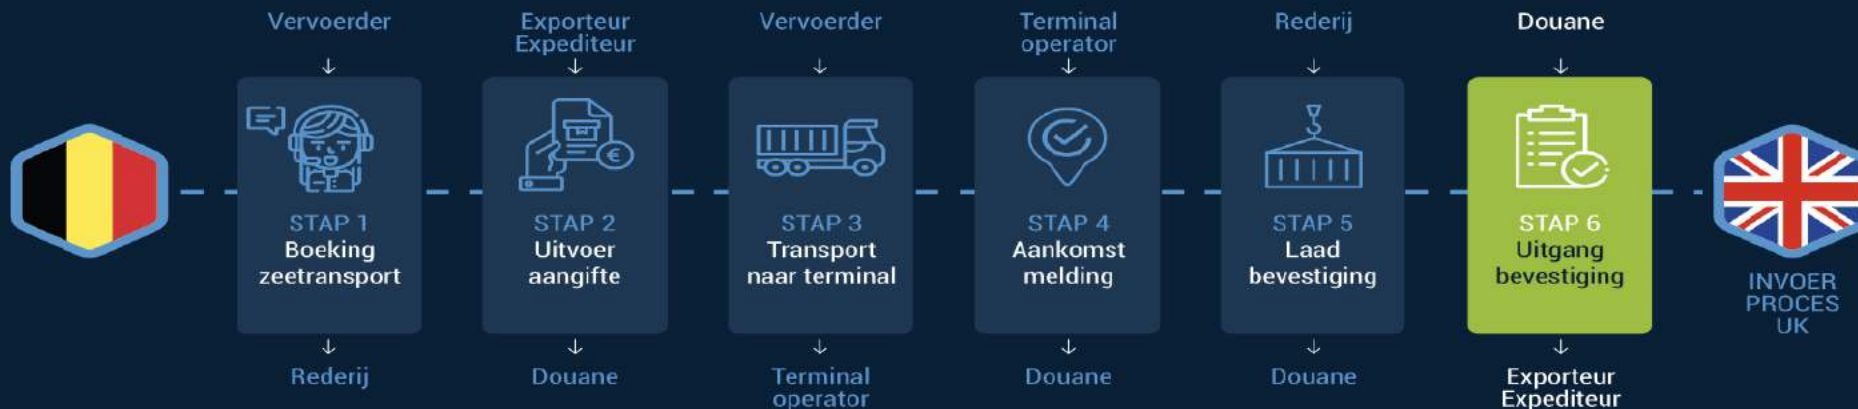 Vervoerder
Exporteur
Expediteur
Vervoerder
Terminal
operator
Rederij
Douane
STAP 1
Boeking
zeetransport
STAP 2
Uitvoer
aangifte
€
STAP 3
Transport
naar terminal
STAP 4
Aankomst
melding
STAP 5
Laad
bevestiging
STAP 6
Uitgang
bevestiging
INVOER
PROCES
UK
Rederij
Douane
Terminal
operator
Douane
Douane
Exporteur
Expediteur